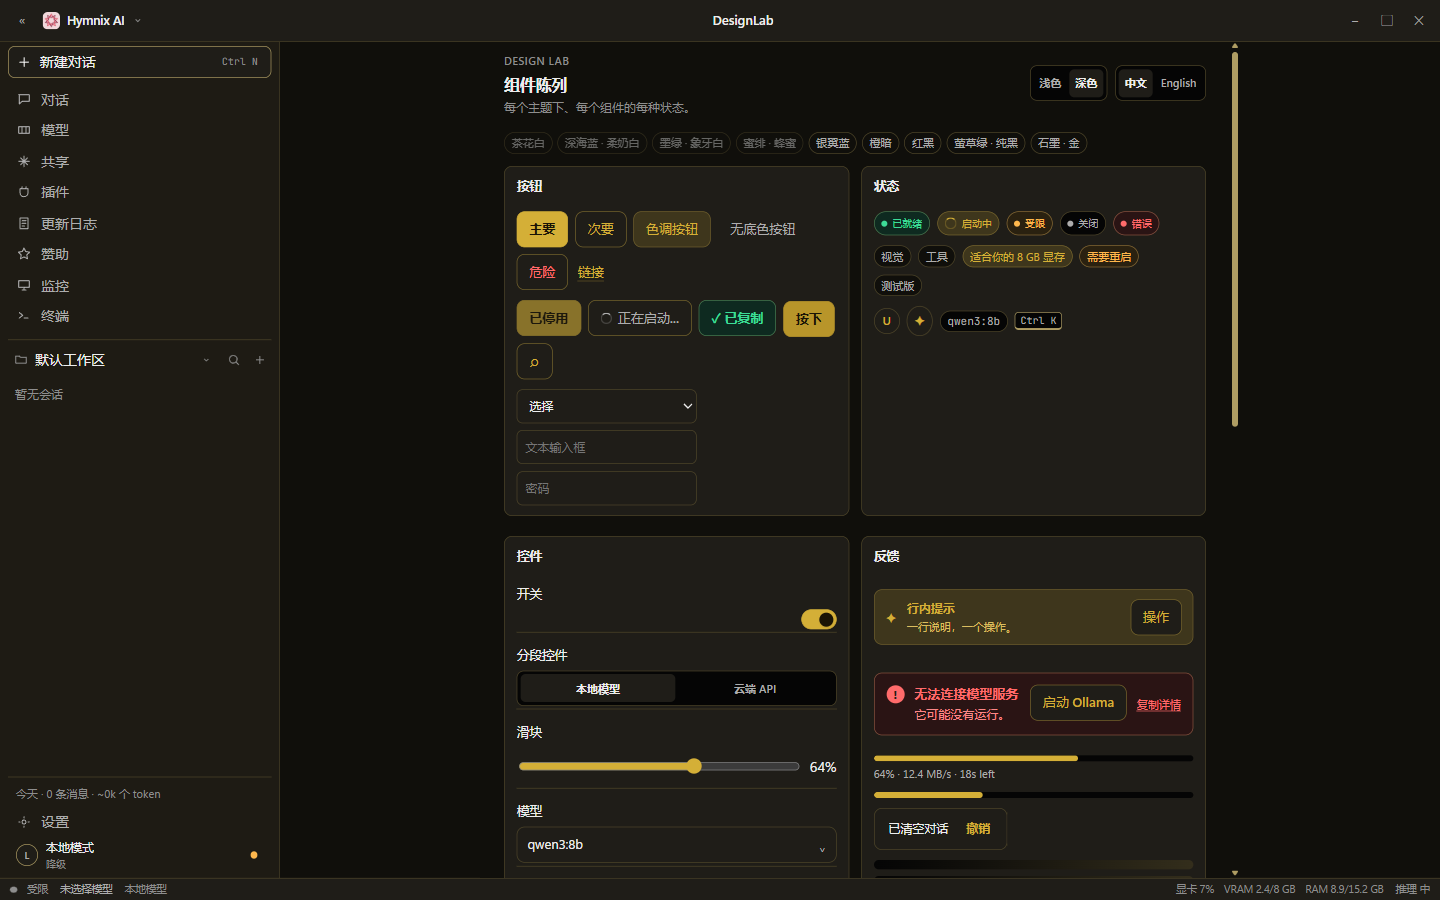 « Hymnix AI
DesignLab
新建对话 Ctrl N
对话
模型
共享
插件
更新日志
赞助
监控
终端
默认工作区
暂无会话
今天 · 0 条消息 · ~0k 个 token
设置
L 本地模式
降级
DESIGN LAB
组件陈列
每个主题下、每个组件的每种状态。
浅色 深色 中文 English
茶花白 深海蓝 · 柔奶白 墨绿 · 象牙白 蜜绯 · 蜂蜜 银翼蓝 橙暗 红黑 萤草绿 · 纯黑 石墨 · 金
按钮
主要 次要 色调按钮 无底色按钮
危险 链接
已停用 正在启动... ✓ 已复制 按下
选择
文本输入框
密码
状态
已就绪 启动中 受限 关闭 错误
视觉 工具 适合你的 8 GB 显存 需要重启
测试版
U qwen3:8b Ctrl K
控件
开关
分段控件
本地模型 云端 API
滑块
64%
模型
qwen3:8b
反馈
行内提示
一行说明，一个操作。
操作
无法连接模型服务
它可能没有运行。
启动 Ollama 复制详情
64% · 12.4 MB/s · 18s left
已清空对话 撤销
受限 未选择模型 本地模型
显卡 7% VRAM 2.4/8 GB RAM 8.9/15.2 GB 推理 中